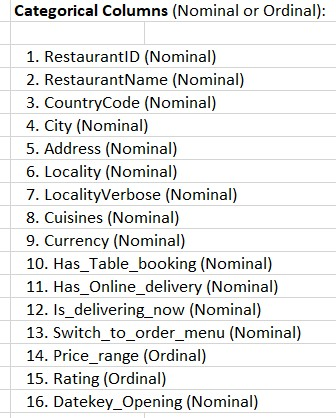 Categorical Columns (Nominal or Ordinal):
1. RestaurantID (Nominal)
2. RestaurantName (Nominal)
3. CountryCode (Nominal)
4. City (Nominal)
5. Address (Nominal)
6. Locality (Nominal)
7. LocalityVerbose (Nominal)
8. Cuisines (Nominal)
9. Currency (Nominal)
10. Has_Table_booking (Nominal)
11. Has_Online_delivery (Nominal)
12. Is_delivering_now (Nominal)
13. Switch_to_order_menu (Nominal)
14. Price_range (Ordinal)
15. Rating (Ordinal)
16. Datekey_Opening (Nominal)